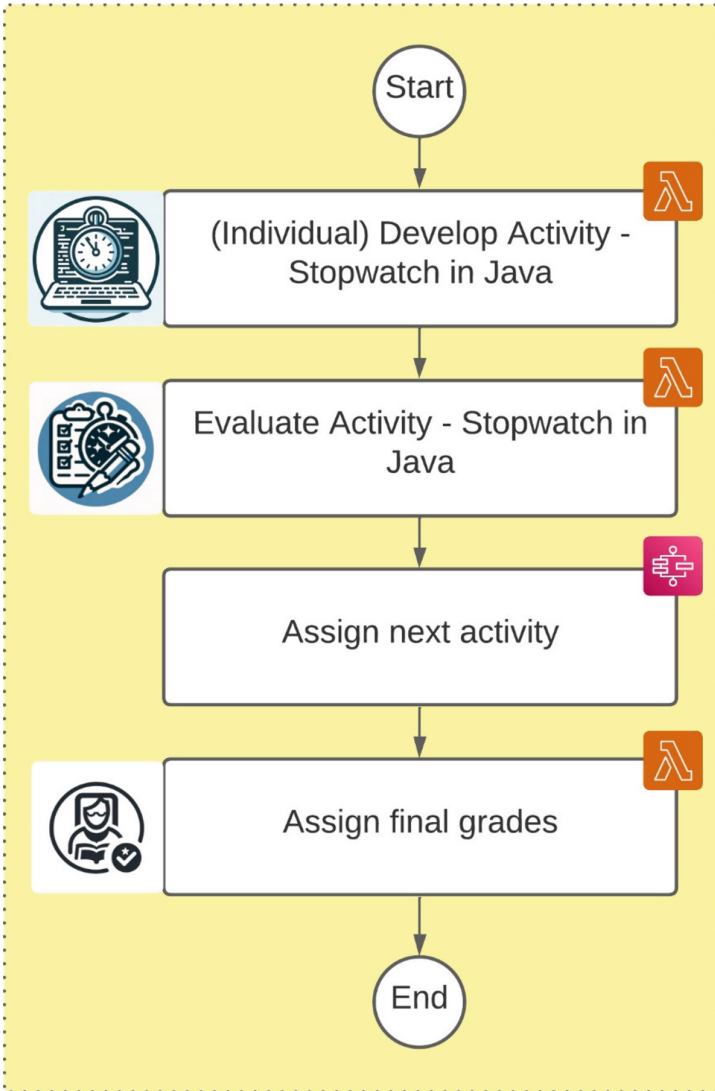 Start
(Individual) Develop Activity -
Stopwatch in Java
Evaluate Activity - Stopwatch in
Java
Assign next activity
Assign final grades
End